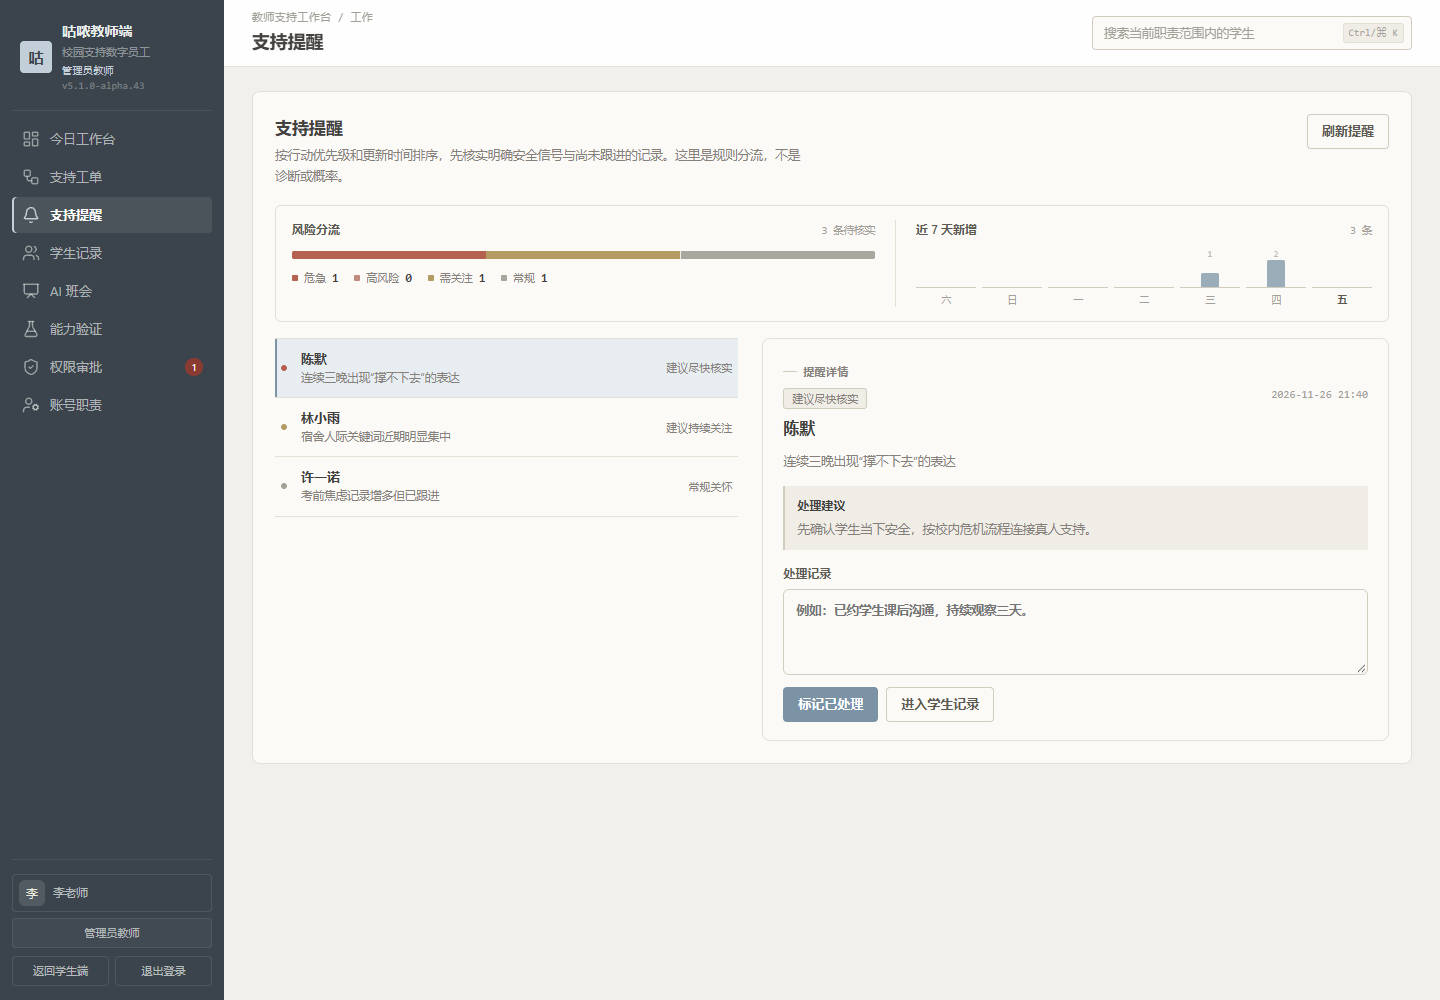 咕
咕哝教师端
校园支持数字员工
管理员教师
v5.1.0-alpha.43
今日工作台
支持工单
支持提醒
学生记录
AI 班会
能力验证
权限审批
1
账号职责
李
李老师
管理员教师
返回学生端
退出登录
教师支持工作台 / 工作
支持提醒
搜索当前职责范围内的学生
Ctrl/⌘ K
支持提醒
按行动优先级和更新时间排序，先核实明确安全信号与尚未跟进的记录。这里是规则分流，不是
诊断或概率。
刷新提醒
风险分流
3 条待核实
危急 1
高风险 0
需关注 1
常规 1
近 7 天新增
3 条
1
2
六
日
一
二
三
四
五
陈默
连续三晚出现“撑不下去”的表达
建议尽快核实
林小雨
宿舍人际关键词近期明显集中
建议持续关注
许一诺
考前焦虑记录增多但已跟进
常规关怀
提醒详情
建议尽快核实
2026-11-26 21:40
陈默
连续三晚出现“撑不下去”的表达
处理建议
先确认学生当下安全，按校内危机流程连接真人支持。
处理记录
例如：已约学生课后沟通，持续观察三天。
标记已处理
进入学生记录